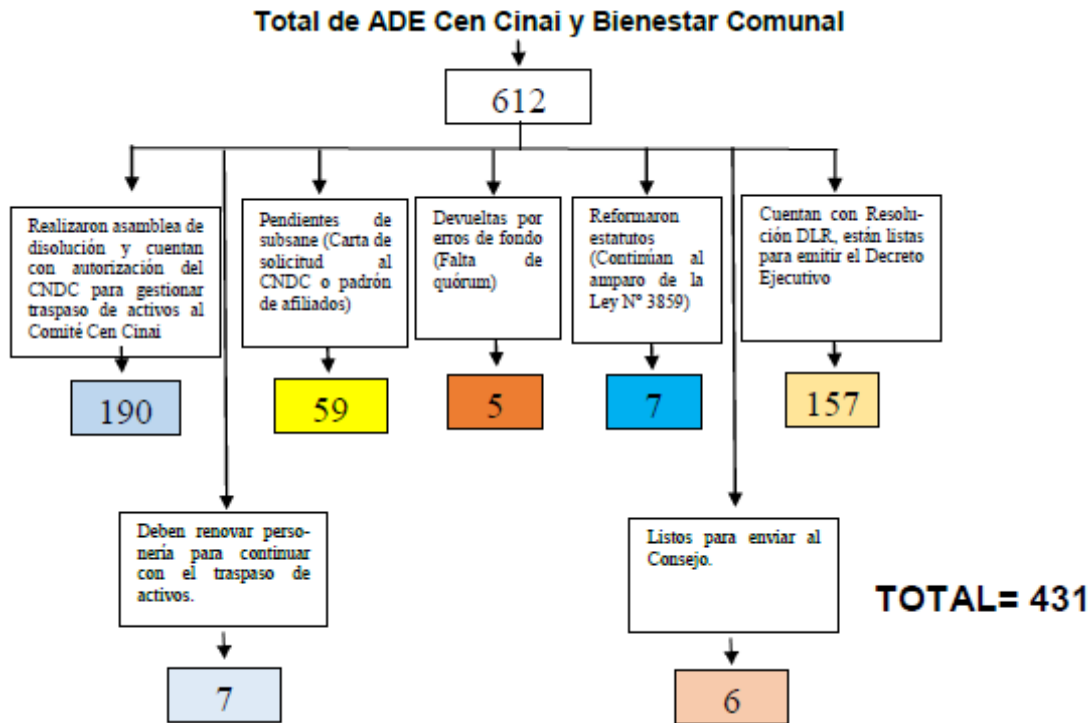 Total de ADE Cen Cinai y Bienestar Comunal
612
Realizaron asamblea de
disolución y cuentan
con autorización del
CNDC para gestionar
traspaso de activos al
Comité Cen Cinai
190
Pendientes de
subsane (Carta de
solicitud al
CNDC o padrón
de afiliados)
59
Devueltas por
erros de fondo
(Falta de
quórum)
5
Reformaron
estatutos
(Continúan al
amparo de la
Ley Nº 3859)
7
Cuentan con Resolu-
ción DLR, están listas
para emitir el Decreto
Ejecutivo
157
Deben renovar perso-
nería para continuar
con el traspaso de
activos.
7
Listos para enviar al
Consejo.
6
TOTAL= 431